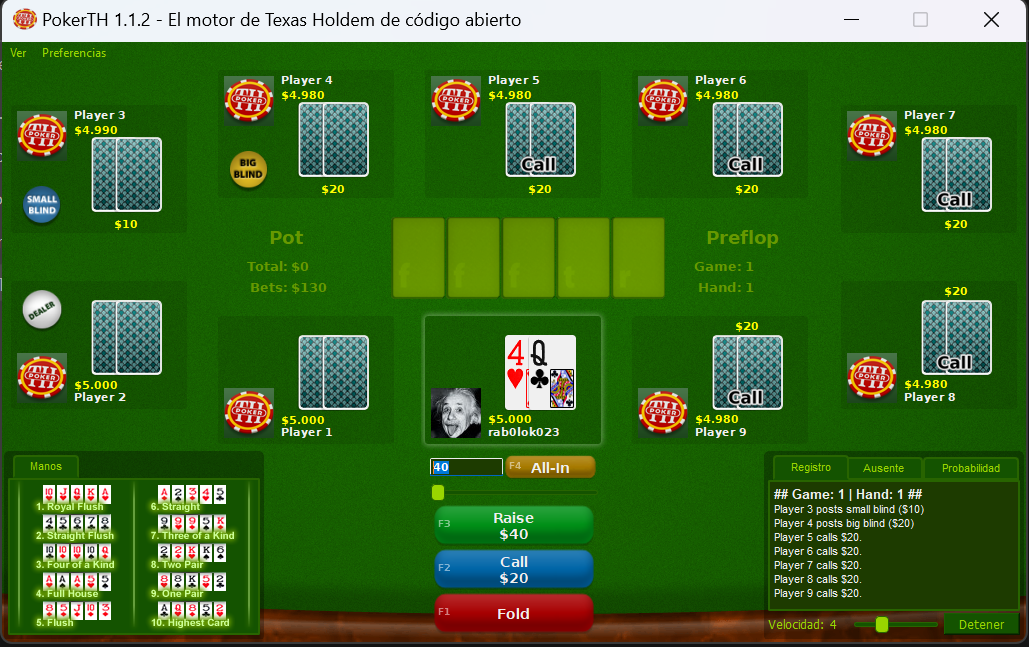 PokerTH 1.1.2 - El motor de Texas Holdem de código abierto
Ver Preferencias
Player 3
$4.990
SMALL
BLIND
$10
Player 4
$4.980
BIG
BLIND
$20
Player 5
$4.980
Call
$20
Player 6
$4.980
Call
$20
Player 7
$4.980
Call
$20
Pot
Total: $0
Bets: $130
f f f t r
Preflop
Game: 1
Hand: 1
DEALER
$5.000
Player 2
$5.000
Player 1
4 Q
$5.000
rab0lok023
$20
Call
$4.980
Player 9
$20
Call
$4.980
Player 8
Manos
1. Royal Flush
2. Straight Flush
3. Four of a Kind
4. Full House
5. Flush
6. Straight
7. Three of a Kind
8. Two Pair
9. One Pair
10. Highest Card
40
F4 All-In
F3 Raise
$40
F2 Call
$20
F1 Fold
Registro Ausente Probabilidad
## Game: 1 | Hand: 1 ##
Player 3 posts small blind ($10)
Player 4 posts big blind ($20)
Player 5 calls $20.
Player 6 calls $20.
Player 7 calls $20.
Player 8 calls $20.
Player 9 calls $20.
Velocidad: 4 Detener